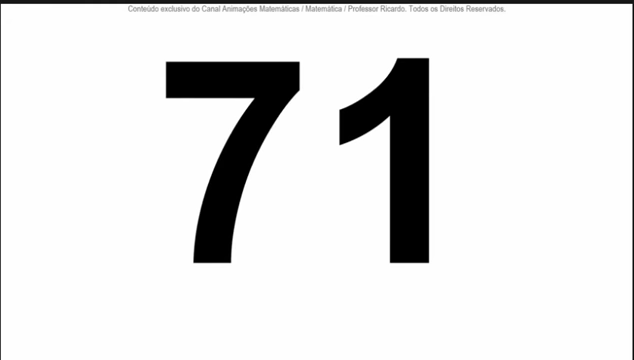 Conteúdo exclusivo do Canal Animações Matemáticas / Matemática / Professor Ricardo. Todos os Direitos Reservados.
71